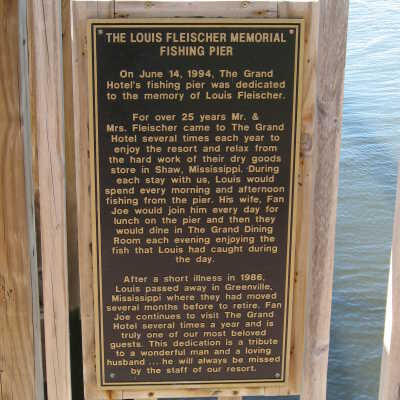 THE LOUIS FLEISCHER MEMORIAL
FISHING PIER
On June 14, 1994, The Grand
Hotel's fishing pier was dedicated
to the memory of Louis Fleischer.
For over 25 years Mr. &
Mrs. Fleischer came to The Grand
Hotel several times each year to
enjoy the resort and relax from
the hard work of their dry goods
store in Shaw, Mississippi. During
each stay with us, Louis would
spend every morning and afternoon
fishing from the pier. His wife, Fan
Joe would join him every day for
lunch on the pier and then they
would dine in The Grand Dining
Room each evening enjoying the
fish that Louis had caught during
the day.
After a short illness in 1986,
Louis passed away in Greenville,
Mississippi where they had moved
several months before to retire. Fan
Joe continues to visit The Grand
Hotel several times a year and is
truly one of our most beloved
guests. This dedication is a tribute
to a wonderful man and a loving
husband ... he will always be missed
by the staff of our resort.